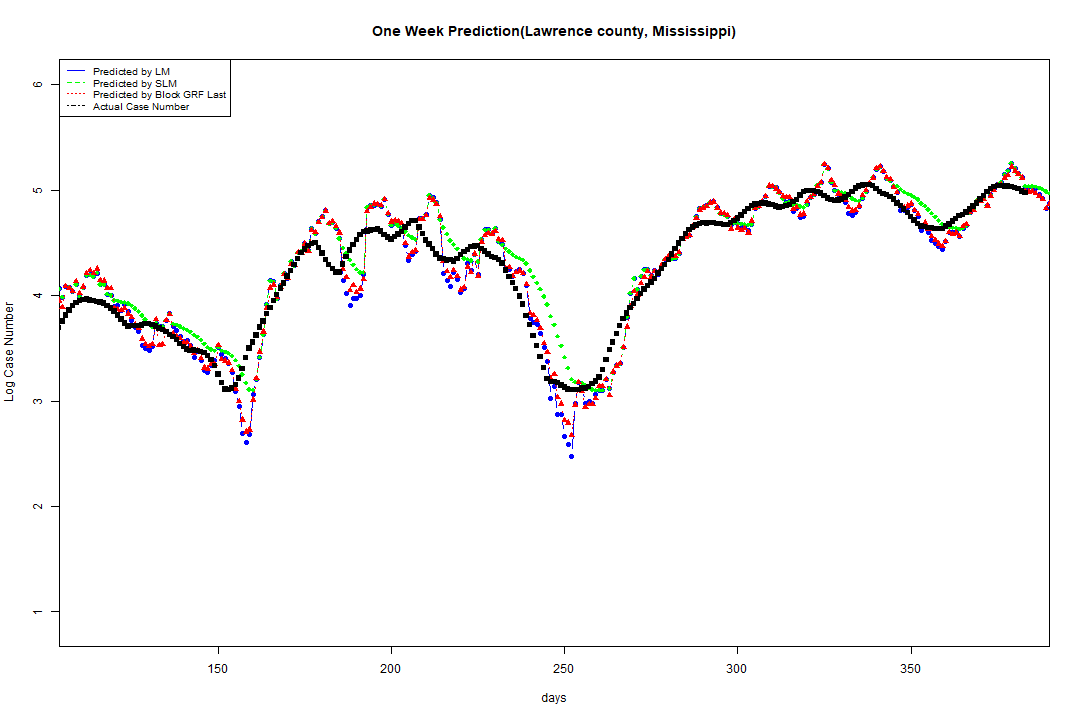 One Week Prediction(Lawrence county, Mississippi)
Predicted by LM
Predicted by SLM
Predicted by Block GRF Last
Actual Case Number
6
5
4
3
2
1
Log Case Number
150 200 250 300 350
days